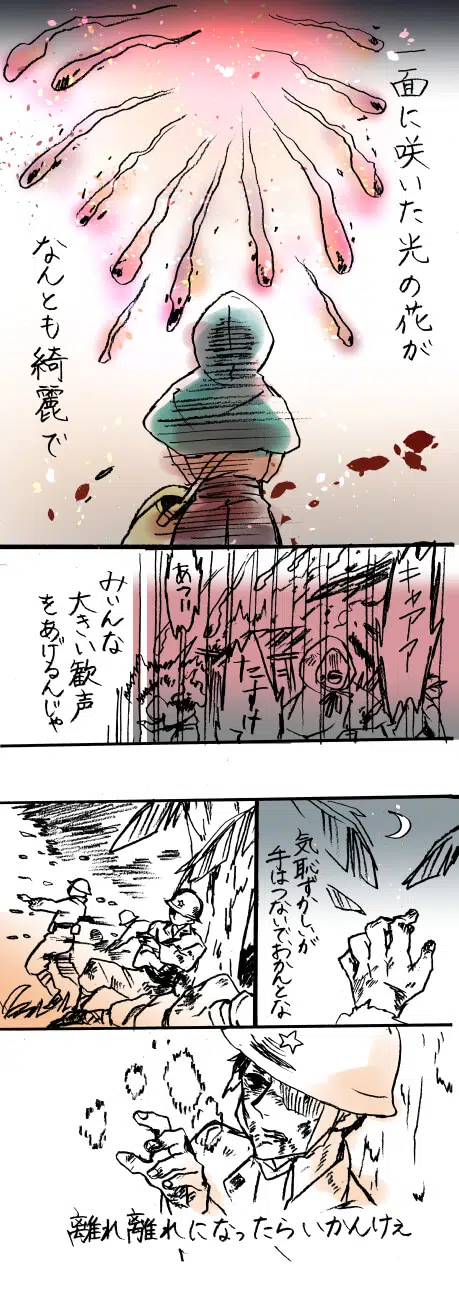 一面に咲いた光の花が
なんとも綺麗で
キャアアア
たすけて
あつい
みぃんな
大きい歓声
をあげるんじゃ
気恥ずかしいが
手はつないでおかんとな
離れ離れになったらいかんけぇ